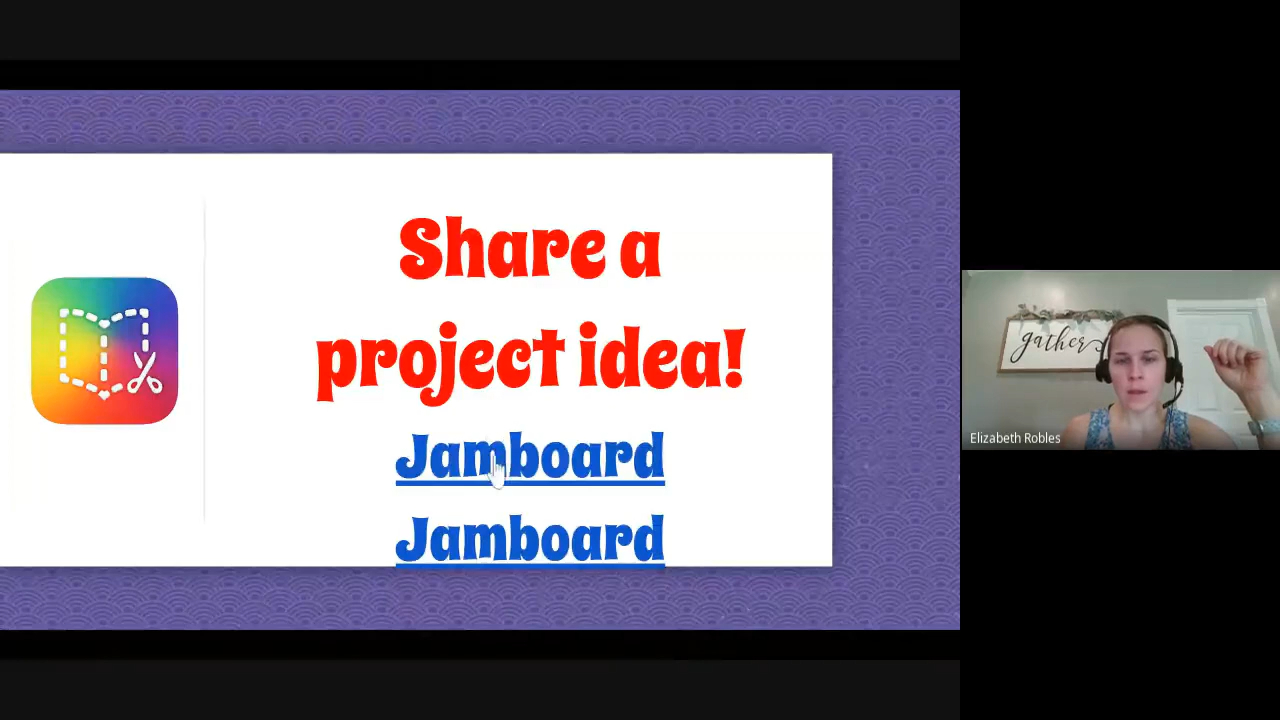 Share a
project idea!
Jamboard
Jamboard
gather
Elizabeth Robles